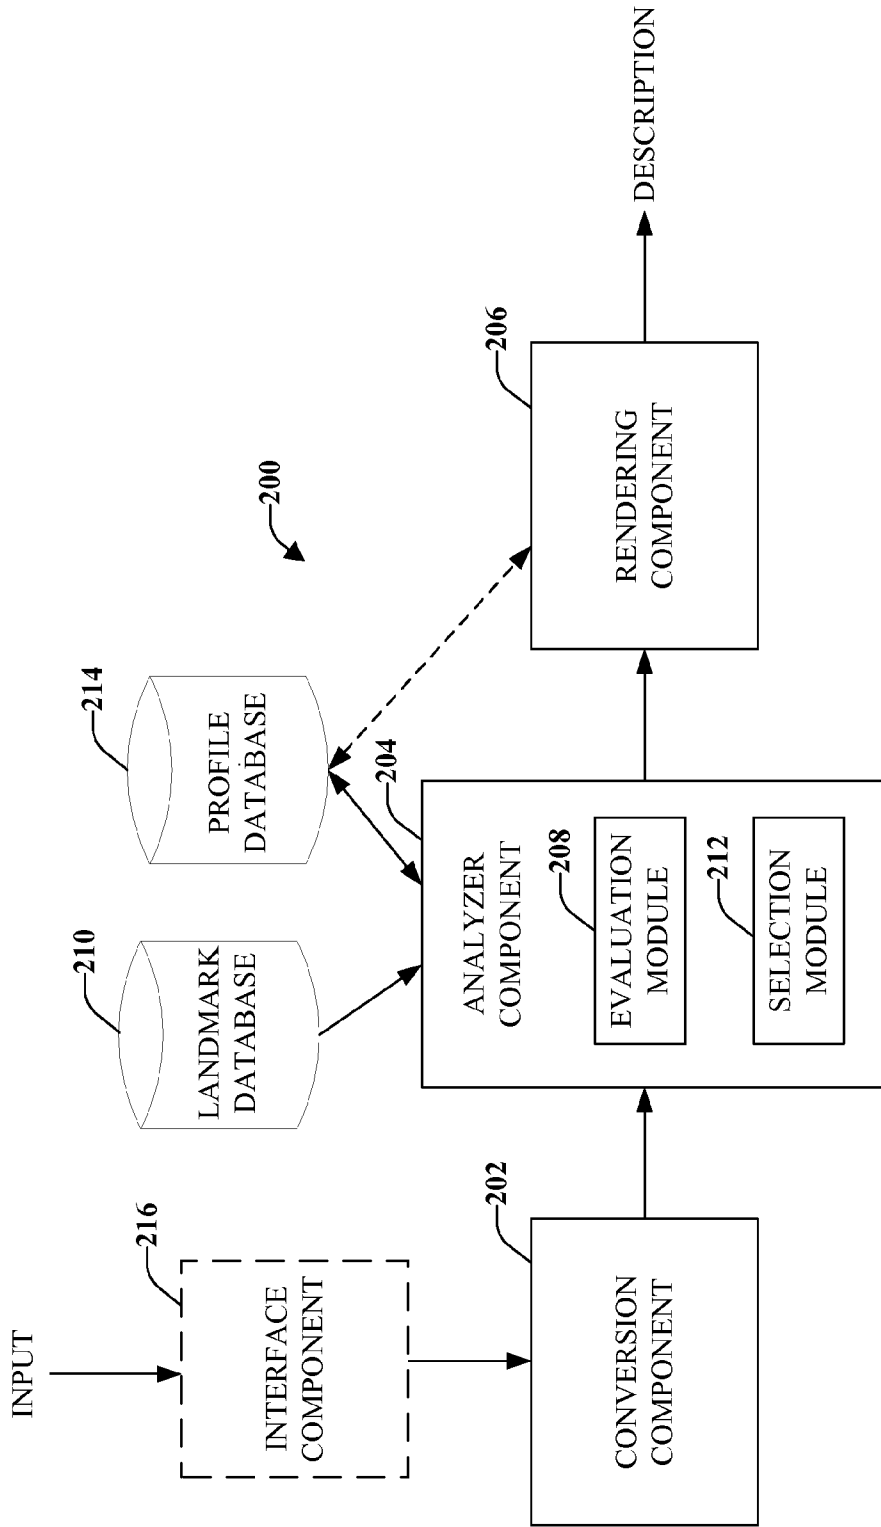 INPUT
216
INTERFACE
COMPONENT
202
CONVERSION
COMPONENT
210
LANDMARK
DATABASE
214
PROFILE
DATABASE
204
ANALYZER
COMPONENT
208
EVALUATION
MODULE
212
SELECTION
MODULE
200
206
RENDERING
COMPONENT
DESCRIPTION